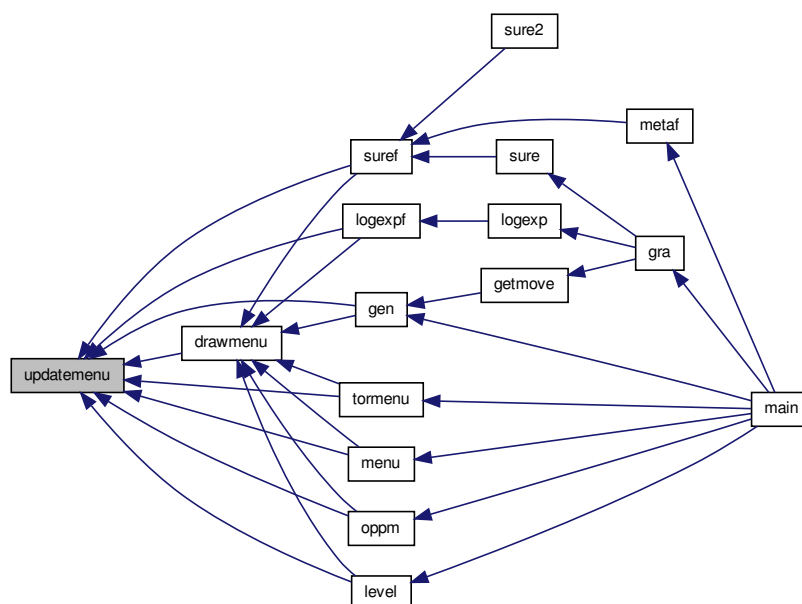 sure2
metaf
suref
sure
logexpf
logexp
gra
getmove
gen
drawmenu
updatemenu
tormenu
main
menu
oppm
level